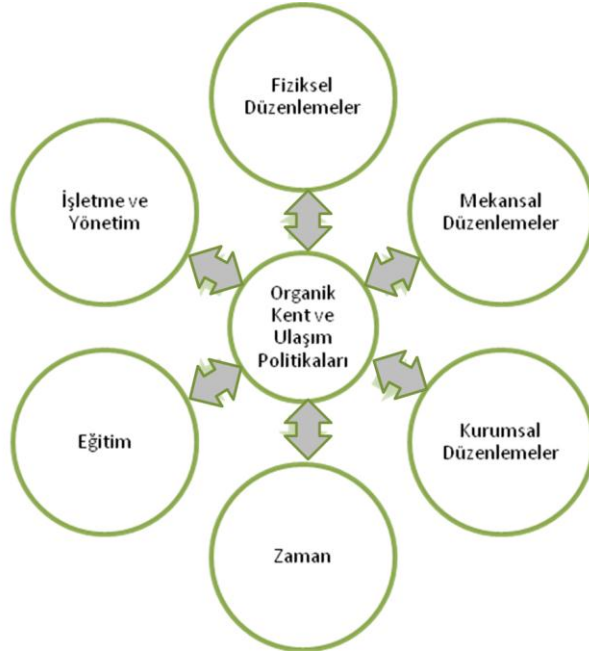 Fiziksel
Düzenlemeler
İşletme ve
Yönetim
Mekansal
Düzenlemeler
Organik
Kent ve
Ulaşım
Politikaları
Eğitim
Kurumsal
Düzenlemeler
Zaman